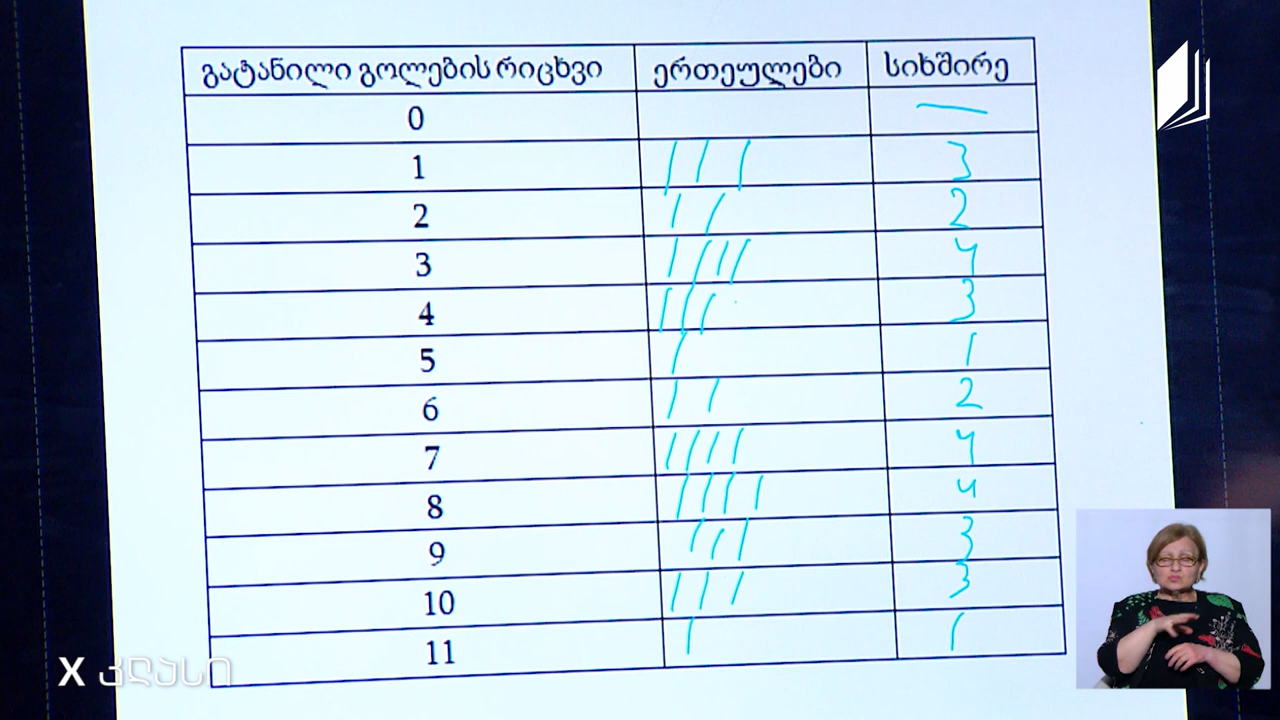 გატანილი გოლების რიცხვი ერთეულები სიხშირე
0 —
1 /// 3
2 // 2
3 //// 4
4 /// 3
5 / 1
6 // 2
7 //// 4
8 //// 4
9 /// 3
10 /// 3
11 / 1
X კლასი